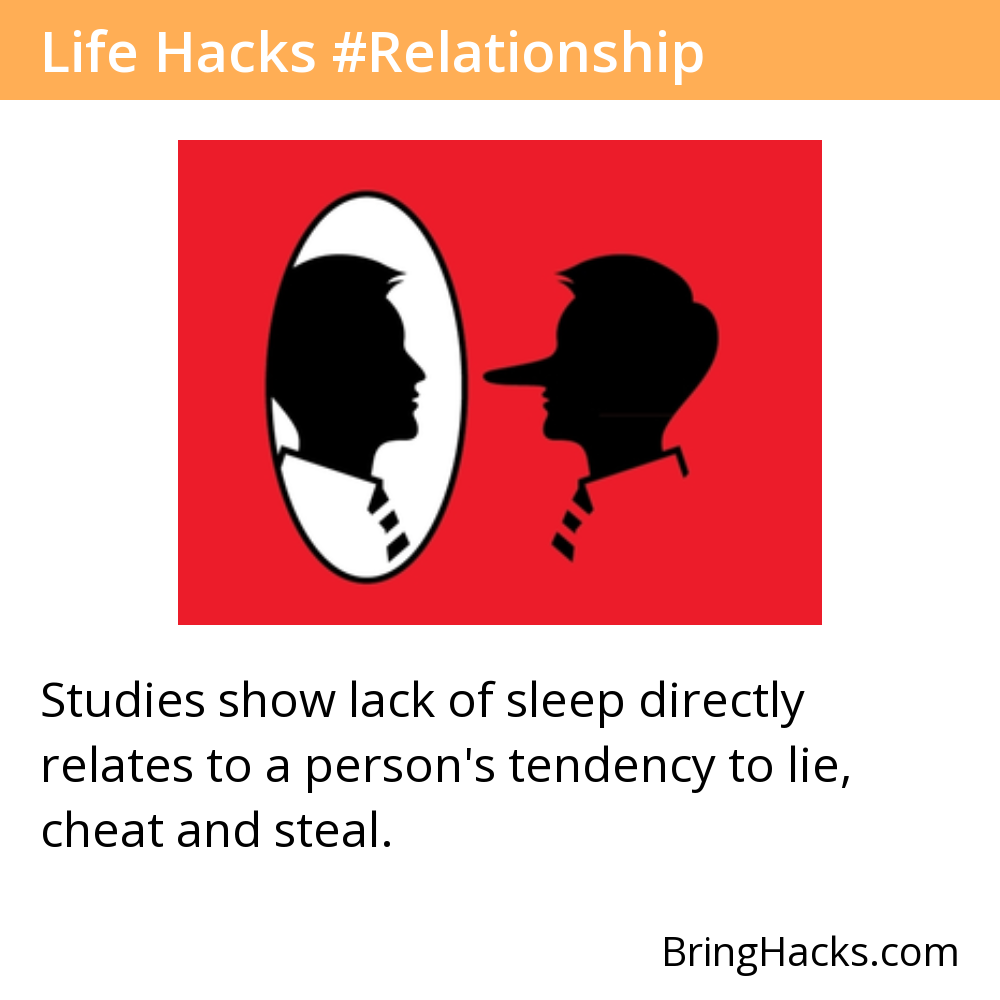 Life Hacks #Relationship
Studies show lack of sleep directly
relates to a person's tendency to lie,
cheat and steal.
BringHacks.com